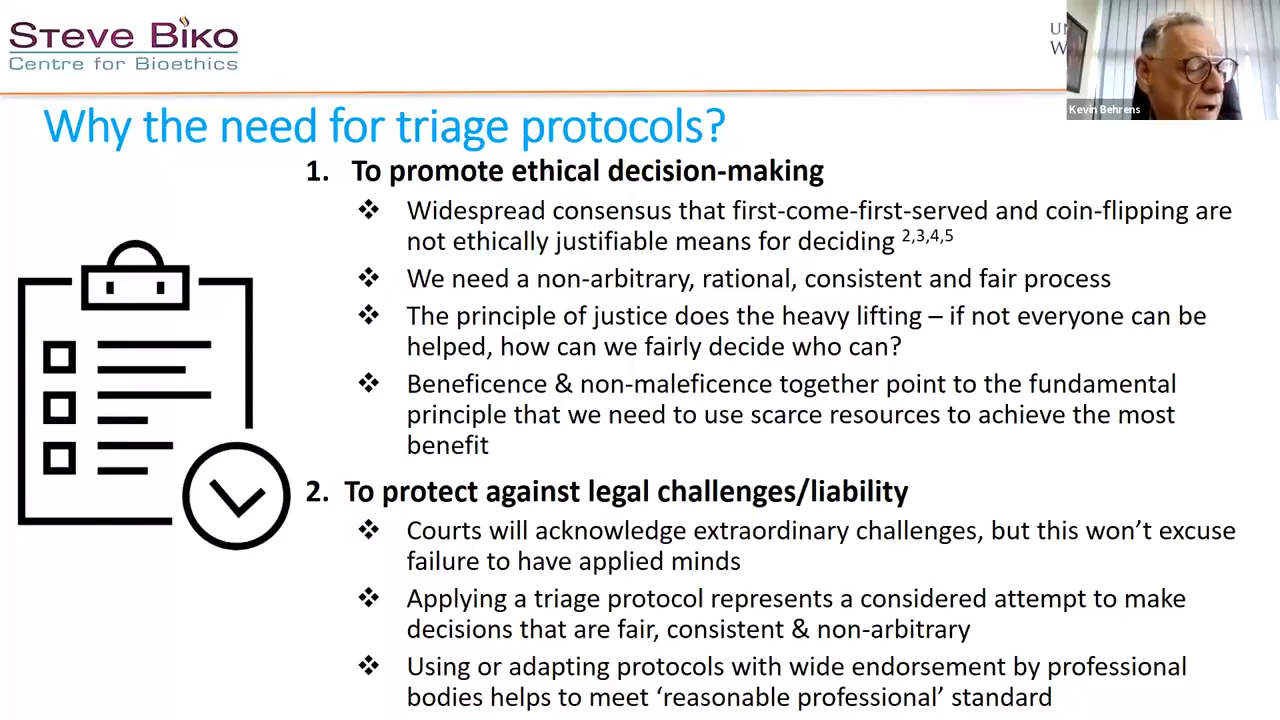 STEVE BIKO
Centre for Bioethics
UN
W
Kevin Behrens
Why the need for triage protocols?
1. To promote ethical decision-making
❖ Widespread consensus that first-come-first-served and coin-flipping are
not ethically justifiable means for deciding 2,3,4,5
❖ We need a non-arbitrary, rational, consistent and fair process
❖ The principle of justice does the heavy lifting – if not everyone can be
helped, how can we fairly decide who can?
❖ Beneficence & non-maleficence together point to the fundamental
principle that we need to use scarce resources to achieve the most
benefit
2. To protect against legal challenges/liability
❖ Courts will acknowledge extraordinary challenges, but this won’t excuse
failure to have applied minds
❖ Applying a triage protocol represents a considered attempt to make
decisions that are fair, consistent & non-arbitrary
❖ Using or adapting protocols with wide endorsement by professional
bodies helps to meet ‘reasonable professional’ standard